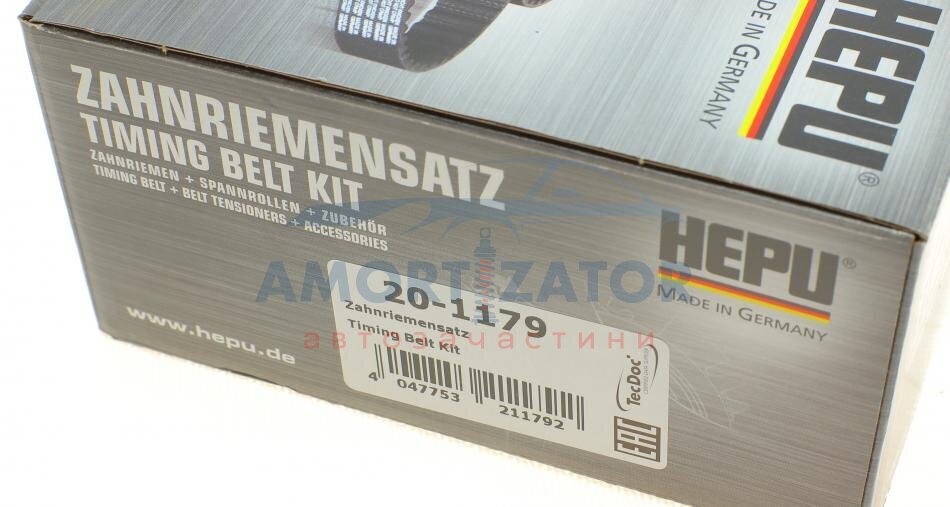 HEPU®
MADE IN GERMANY
ZAHNRIEMENSATZ
TIMING BELT KIT
ZAHNRIEMEN + SPANNROLLEN + ZUBEHÖR
TIMING BELT + BELT TENSIONERS + ACCESSORIES
HEPU®
MADE IN GERMANY
AMORTIZATOR
автозапчастини
www.hepu.de
20-1179
Zahnriemensatz
Timing Belt Kit
4 047753 211792
TecDoc
EAC